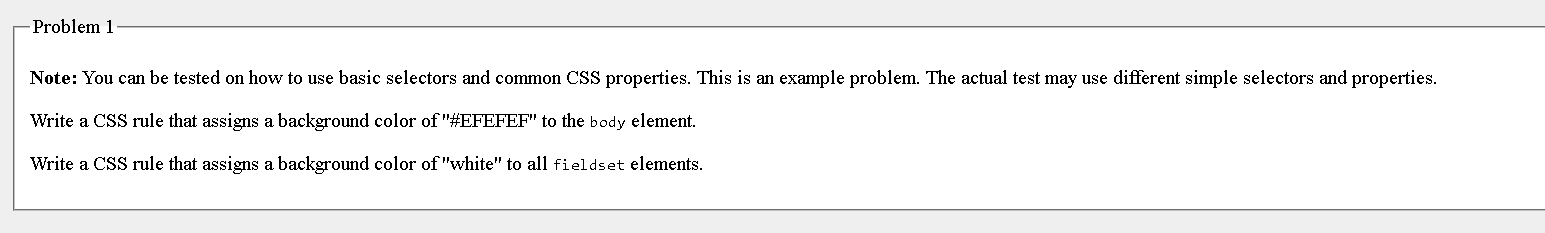 Problem 1
Note: You can be tested on how to use basic selectors and common CSS properties. This is an example problem. The actual test may use different simple selectors and properties.
Write a CSS rule that assigns a background color of "#EFEFEF" to the body element.
Write a CSS rule that assigns a background color of "white" to all fieldset elements.